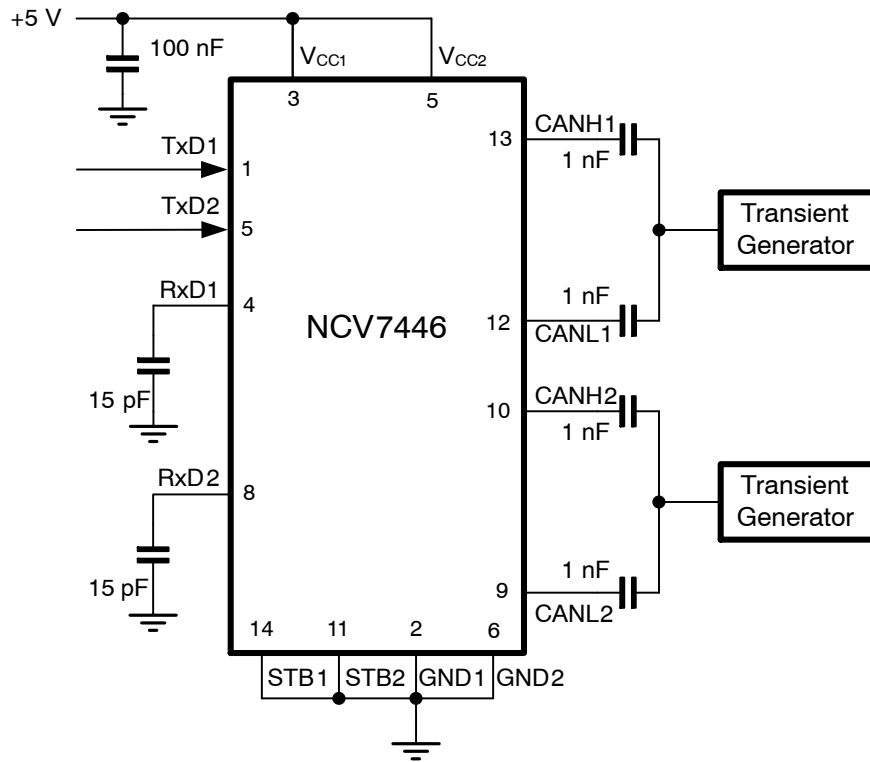 +5 V
100 nF
VCC1
VCC2
3
5
13
CANH1
1 nF
TxD1
1
TxD2
5
Transient
Generator
RxD1
4
NCV7446
1 nF
12
CANL1
15 pF
10
CANH2
1 nF
RxD2
8
Transient
Generator
15 pF
1 nF
9
CANL2
14
11
2
6
STB1
STB2
GND1
GND2